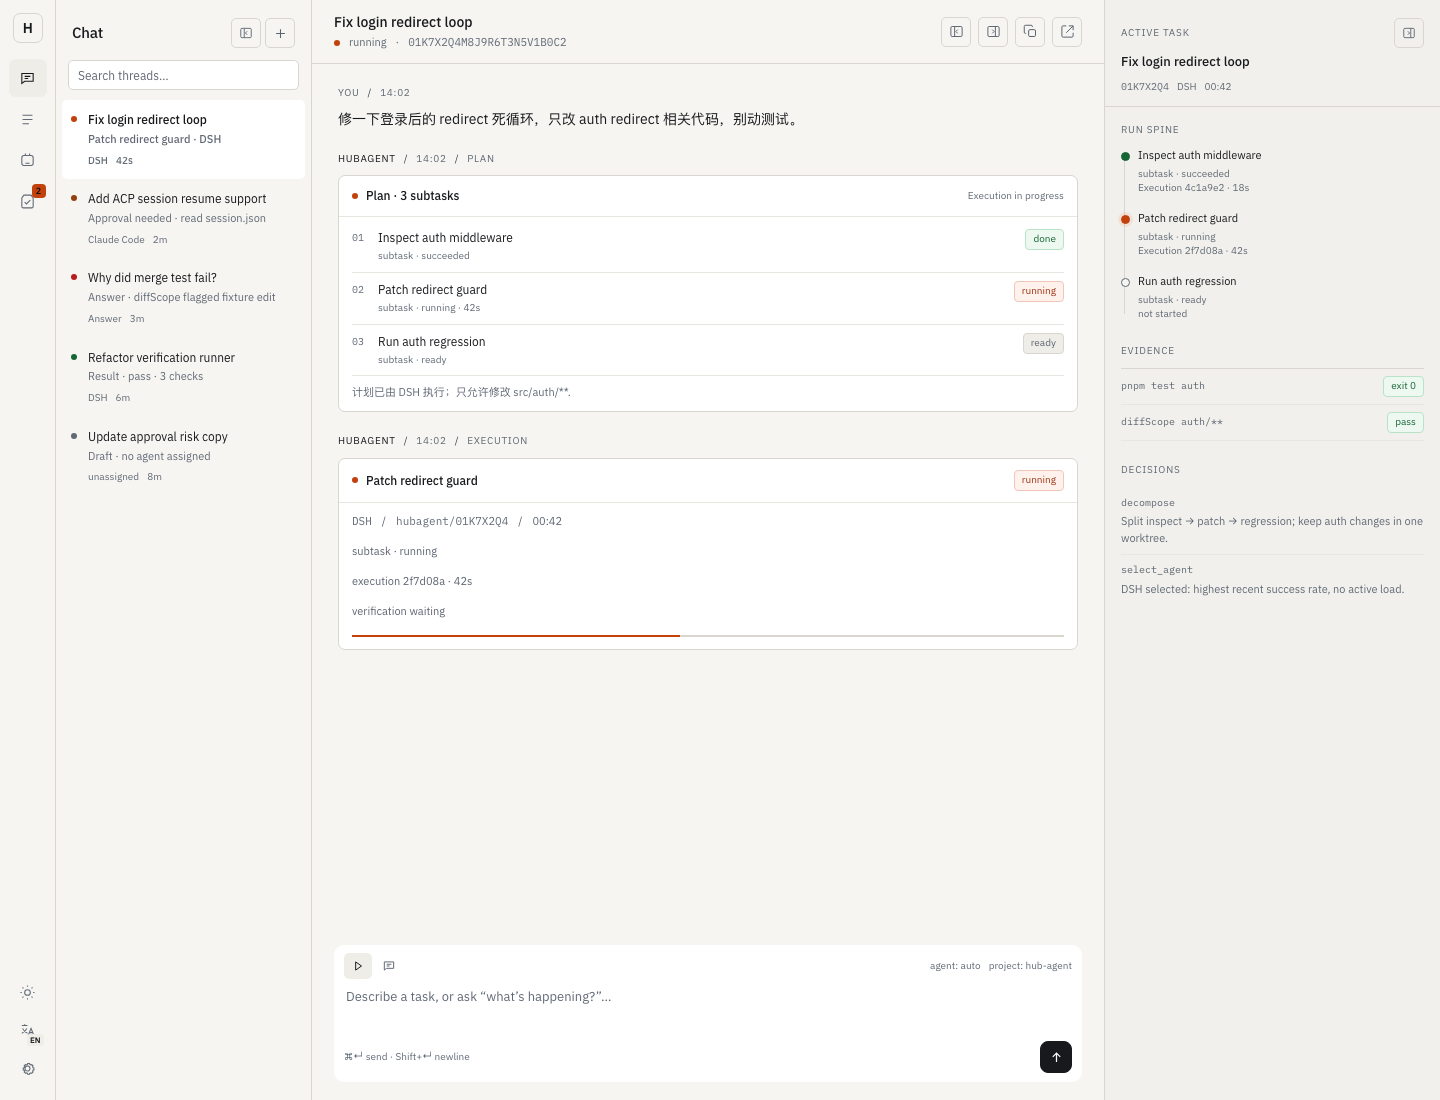 H
2
EN
Chat
Search threads...
Fix login redirect loop
Patch redirect guard · DSH
DSH 42s
Add ACP session resume support
Approval needed · read session.json
Claude Code 2m
Why did merge test fail?
Answer · diffScope flagged fixture edit
Answer 3m
Refactor verification runner
Result · pass · 3 checks
DSH 6m
Update approval risk copy
Draft · no agent assigned
unassigned 8m
Fix login redirect loop
running · 01K7X2Q4M8J9R6T3N5V1B0C2
YOU / 14:02
修一下登录后的 redirect 死循环，只改 auth redirect 相关代码，别动测试。
HUBAGENT / 14:02 / PLAN
Plan · 3 subtasks Execution in progress
01 Inspect auth middleware done
subtask · succeeded
02 Patch redirect guard running
subtask · running · 42s
03 Run auth regression ready
subtask · ready
计划已由 DSH 执行；只允许修改 src/auth/**.
HUBAGENT / 14:02 / EXECUTION
Patch redirect guard running
DSH / hubagent/01K7X2Q4 / 00:42
subtask · running
execution 2f7d08a · 42s
verification waiting
agent: auto project: hub-agent
Describe a task, or ask “what’s happening?”...
⌘↵ send · Shift+↵ newline
ACTIVE TASK
Fix login redirect loop
01K7X2Q4 DSH 00:42
RUN SPINE
Inspect auth middleware
subtask · succeeded
Execution 4c1a9e2 · 18s
Patch redirect guard
subtask · running
Execution 2f7d08a · 42s
Run auth regression
subtask · ready
not started
EVIDENCE
pnpm test auth exit 0
diffScope auth/** pass
DECISIONS
decompose
Split inspect → patch → regression; keep auth changes in one
worktree.
select_agent
DSH selected: highest recent success rate, no active load.